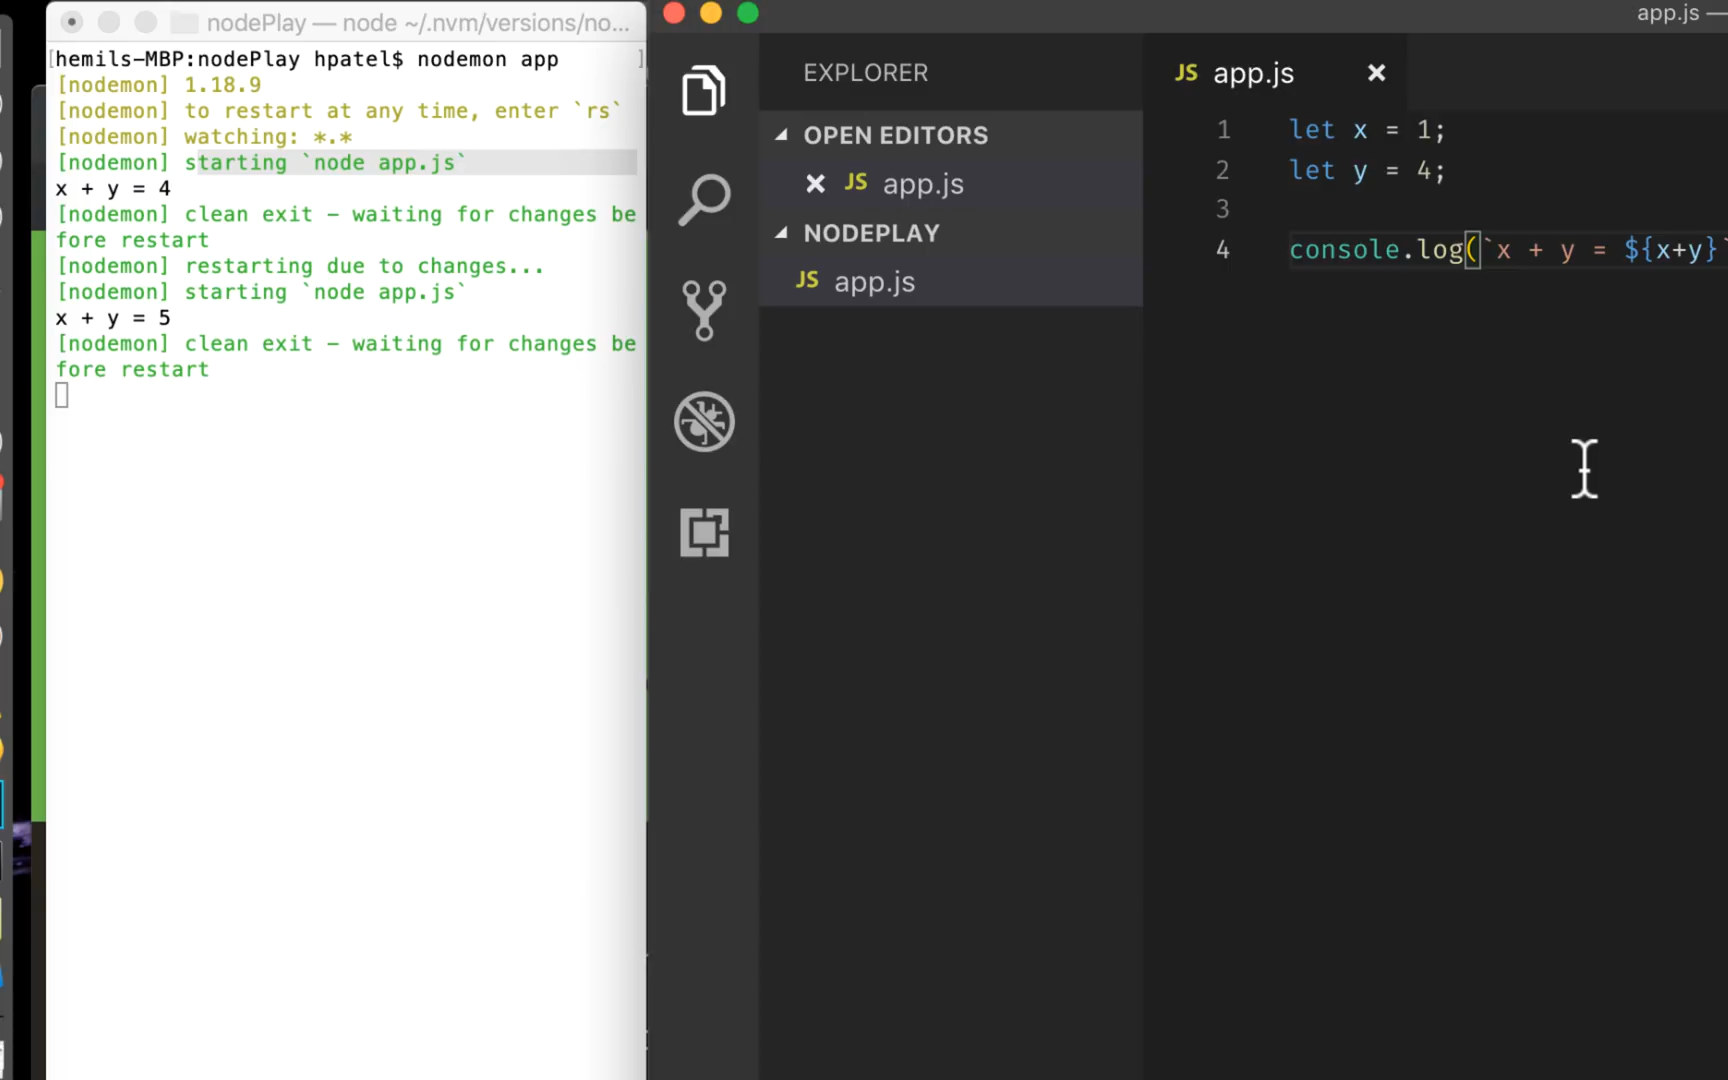 nodePlay — node ~/.nvm/versions/no...
[hemils-MBP:nodePlay hpatel$ nodemon app ]
[nodemon] 1.18.9
[nodemon] to restart at any time, enter `rs`
[nodemon] watching: *.*
[nodemon] starting `node app.js`
x + y = 4
[nodemon] clean exit - waiting for changes be
fore restart
[nodemon] restarting due to changes...
[nodemon] starting `node app.js`
x + y = 5
[nodemon] clean exit - waiting for changes be
fore restart
app.js —
EXPLORER
OPEN EDITORS
JS app.js
NODEPLAY
JS app.js
JS app.js
1 let x = 1;
2 let y = 4;
3
4 console.log(`x + y = ${x+y}`